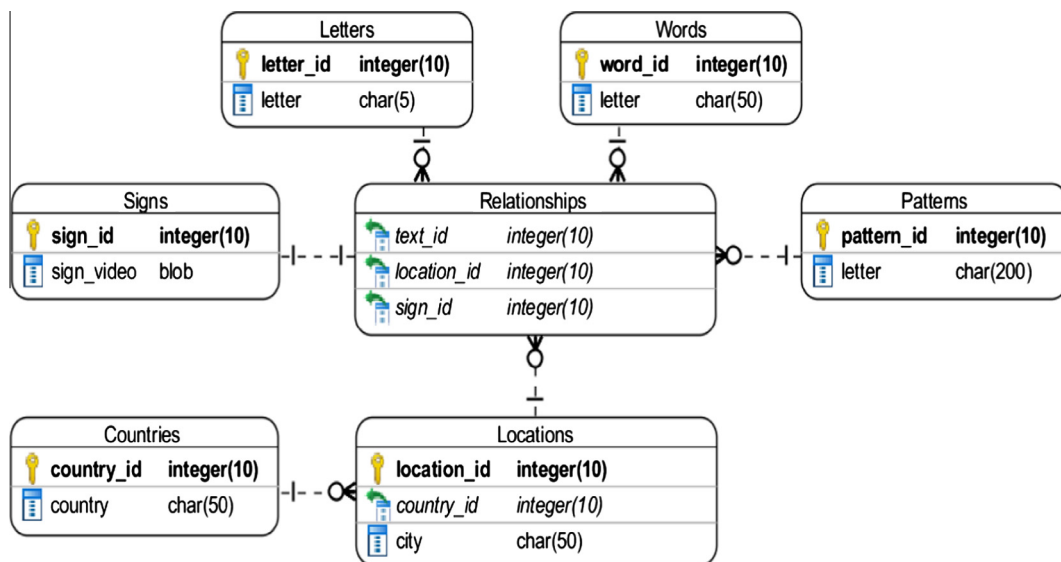 Letters
letter_id integer(10)
letter char(5)
Words
word_id integer(10)
letter char(50)
Signs
sign_id integer(10)
sign_video blob
Relationships
text_id integer(10)
location_id integer(10)
sign_id integer(10)
Patterns
pattern_id integer(10)
letter char(200)
Countries
country_id integer(10)
country char(50)
Locations
location_id integer(10)
country_id integer(10)
city char(50)